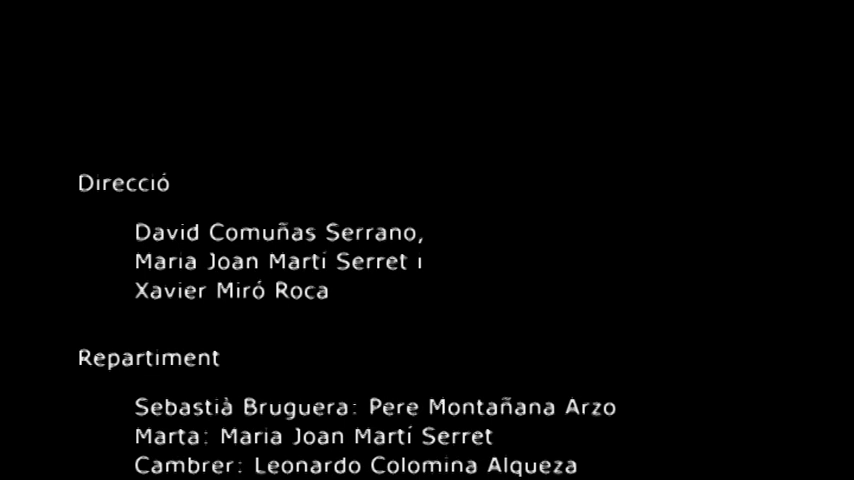 Direcció
David Comuñas Serrano,
Maria Joan Martí Serret i
Xavier Miró Roca
Repartiment
Sebastià Bruguera: Pere Montañana Arzo
Marta: Maria Joan Martí Serret
Cambrer: Leonardo Colomina Alqueza